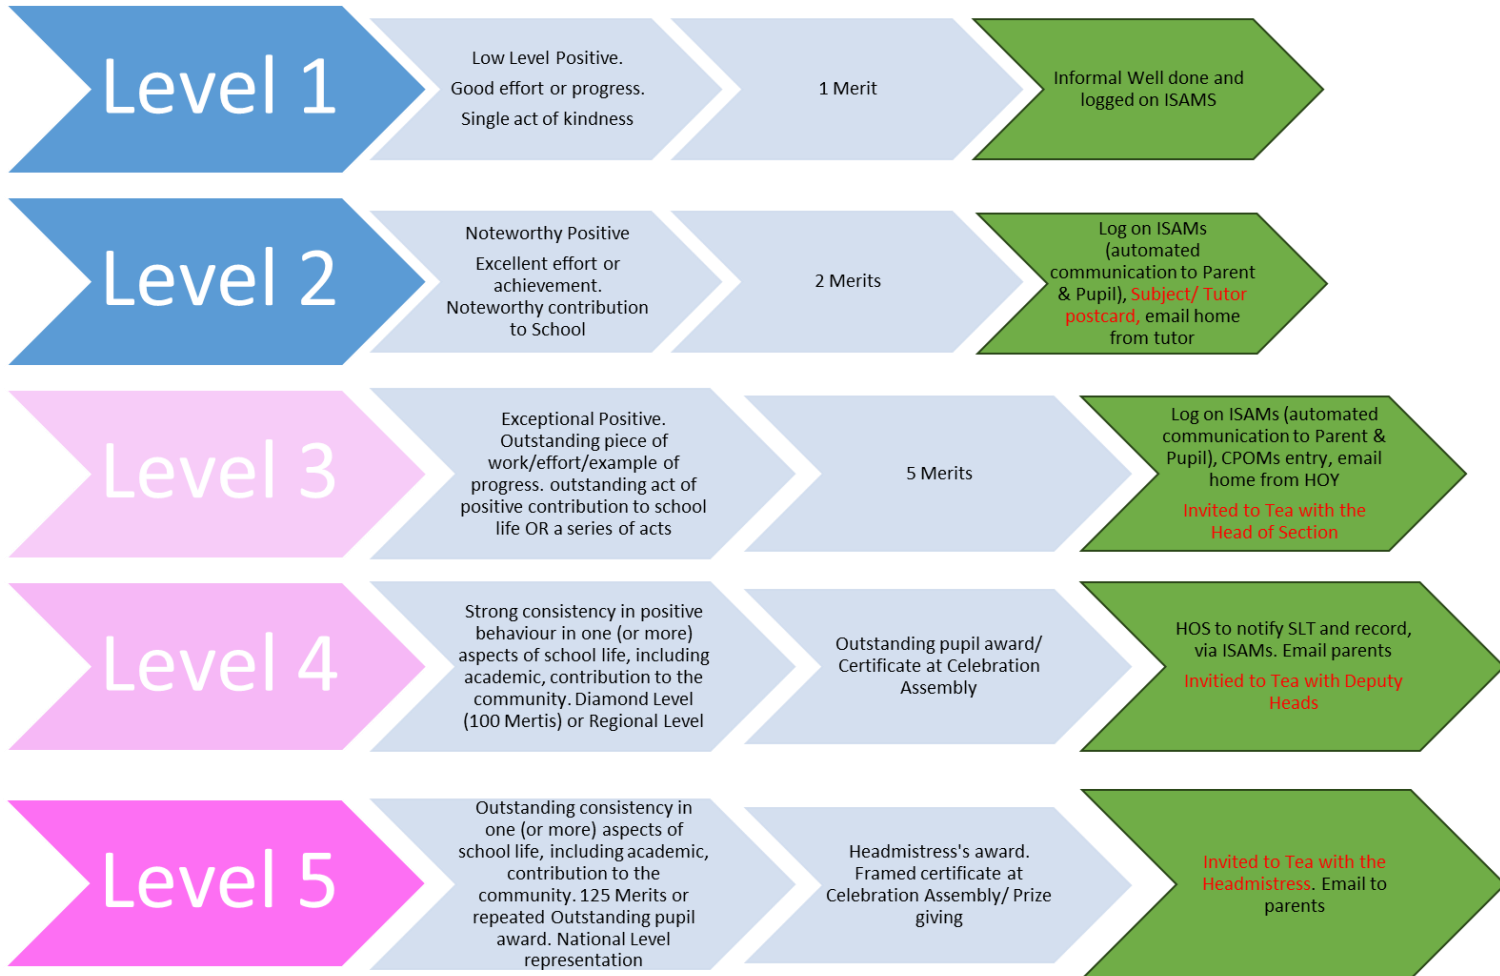 Level 1
Low Level Positive.
Good effort or progress.
Single act of kindness
1 Merit
Informal Well done and
logged on ISAMS
Level 2
Noteworthy Positive
Excellent effort or
achievement.
Noteworthy contribution
to School
2 Merits
Log on ISAMs
(automated
communication to Parent
& Pupil), Subject/ Tutor
postcard, email home
from tutor
Level 3
Exceptional Positive.
Outstanding piece of
work/effort/example of
progress. outstanding act of
positive contribution to school
life OR a series of acts
5 Merits
Log on ISAMs (automated
communication to Parent &
Pupil), CPOMs entry, email
home from HOY
Invited to Tea with the
Head of Section
Level 4
Strong consistency in positive
behaviour in one (or more)
aspects of school life, including
academic, contribution to the
community. Diamond Level
(100 Mertis) or Regional Level
Outstanding pupil award/
Certificate at Celebration
Assembly
HOS to notify SLT and record,
via ISAMs. Email parents
Invitied to Tea with Deputy
Heads
Level 5
Outstanding consistency in
one (or more) aspects of
school life, including academic,
contribution to the
community. 125 Merits or
repeated Outstanding pupil
award. National Level
representation
Headmistress's award.
Framed certificate at
Celebration Assembly/ Prize
giving
Invited to Tea with the
Headmistress. Email to
parents